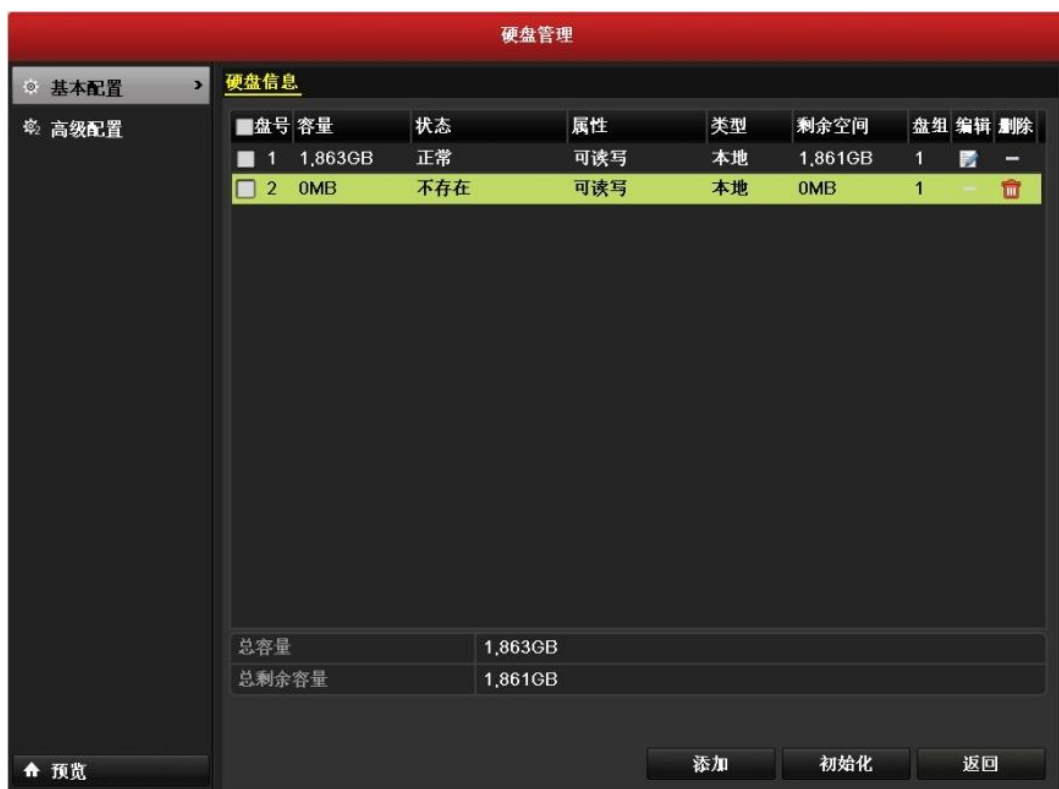 硬盘管理
基本配置
高级配置
预览
硬盘信息
盘号 容量 状态 属性 类型 剩余空间 盘组 编辑 删除
1 1,863GB 正常 可读写 本地 1,861GB 1 –
2 0MB 不存在 可读写 本地 0MB 1 –
总容量 1,863GB
总剩余容量 1,861GB
添加 初始化 返回